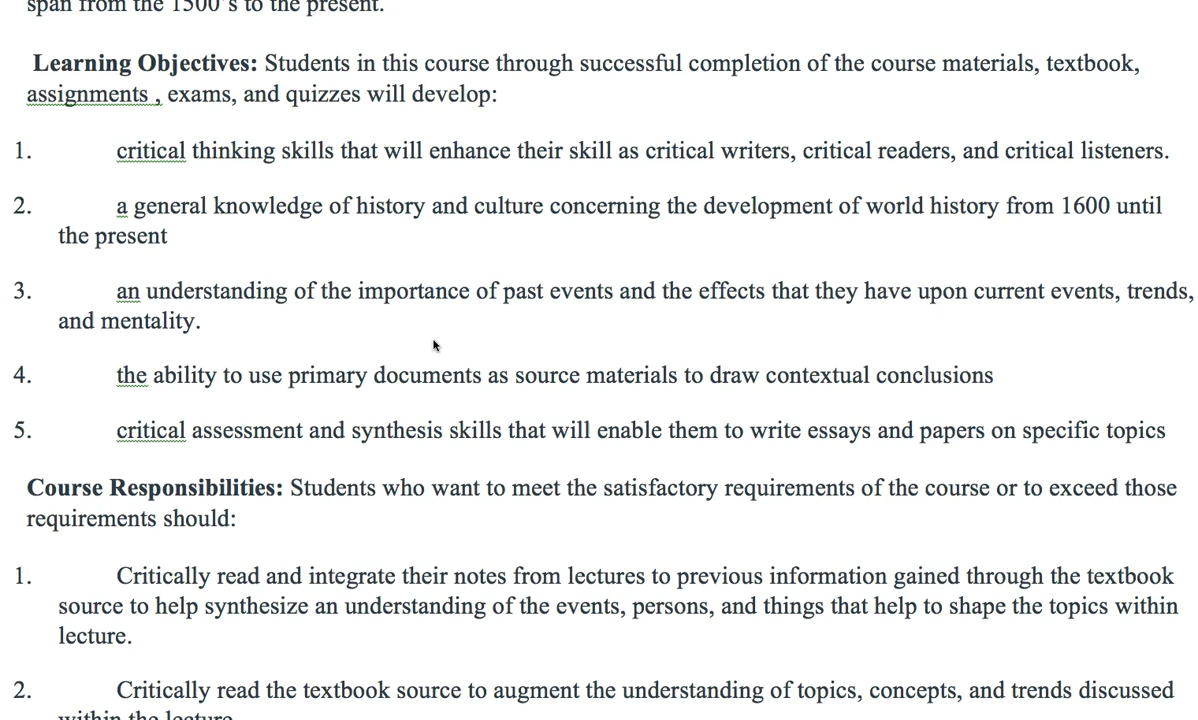 span from the 1500's to the present.
Learning Objectives: Students in this course through successful completion of the course materials, textbook,
assignments , exams, and quizzes will develop:
1. critical thinking skills that will enhance their skill as critical writers, critical readers, and critical listeners.
2. a general knowledge of history and culture concerning the development of world history from 1600 until
the present
3. an understanding of the importance of past events and the effects that they have upon current events, trends,
and mentality.
4. the ability to use primary documents as source materials to draw contextual conclusions
5. critical assessment and synthesis skills that will enable them to write essays and papers on specific topics
Course Responsibilities: Students who want to meet the satisfactory requirements of the course or to exceed those
requirements should:
1. Critically read and integrate their notes from lectures to previous information gained through the textbook
source to help synthesize an understanding of the events, persons, and things that help to shape the topics within
lecture.
2. Critically read the textbook source to augment the understanding of topics, concepts, and trends discussed
within the lecture.